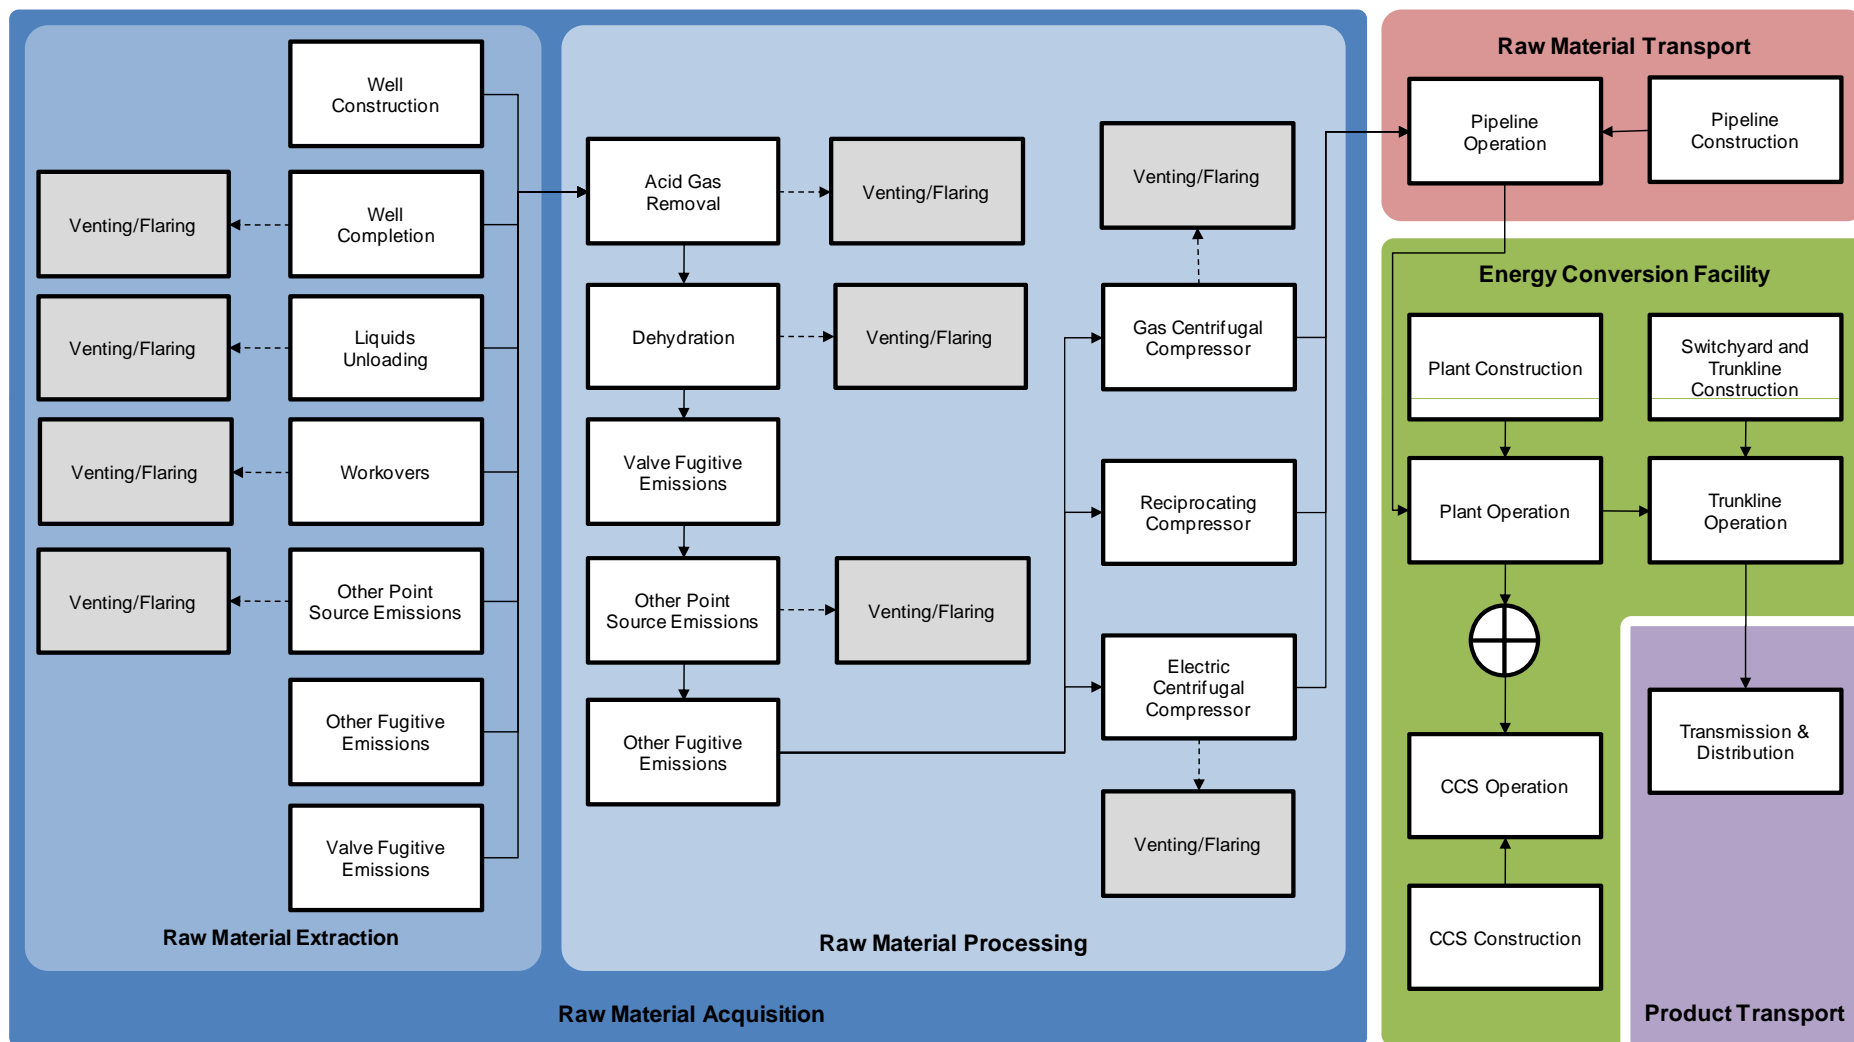 Well
Construction
Venting/Flaring
Well
Completion
Venting/Flaring
Liquids
Unloading
Venting/Flaring
Workovers
Venting/Flaring
Other Point
Source Emissions
Other Fugitive
Emissions
Valve Fugitive
Emissions
Raw Material Extraction
Acid Gas
Removal
Venting/Flaring
Dehydration
Venting/Flaring
Valve Fugitive
Emissions
Other Point
Source Emissions
Venting/Flaring
Other Fugitive
Emissions
Venting/Flaring
Gas Centrifugal
Compressor
Reciprocating
Compressor
Electric
Centrifugal
Compressor
Venting/Flaring
Raw Material Processing
Raw Material Acquisition
Raw Material Transport
Pipeline
Operation
Pipeline
Construction
Energy Conversion Facility
Plant Construction
Switchyard and
Trunkline
Construction
Plant Operation
Trunkline
Operation
CCS Operation
CCS Construction
Transmission &
Distribution
Product Transport